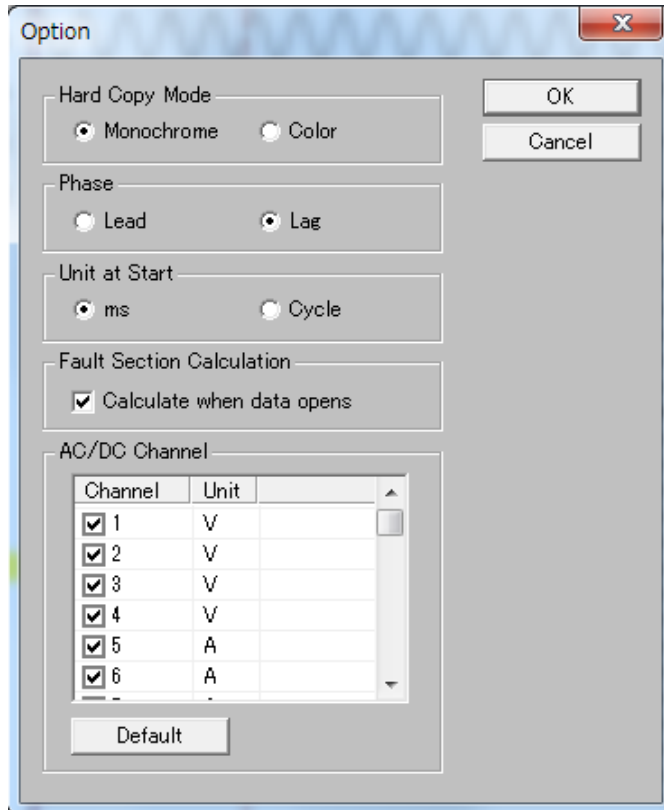 Option
Hard Copy Mode
Monochrome Color
OK
Cancel
Phase
Lead Lag
Unit at Start
ms Cycle
Fault Section Calculation
Calculate when data opens
AC/DC Channel
Channel Unit
1 V
2 V
3 V
4 V
5 A
6 A
Default